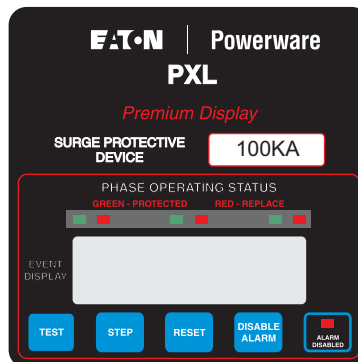 EATON Powerware
PXL
Premium Display
SURGE PROTECTIVE
DEVICE
100KA
PHASE OPERATING STATUS
GREEN - PROTECTED RED - REPLACE
EVENT
DISPLAY
TEST
STEP
RESET
DISABLE
ALARM
ALARM
DISABLED